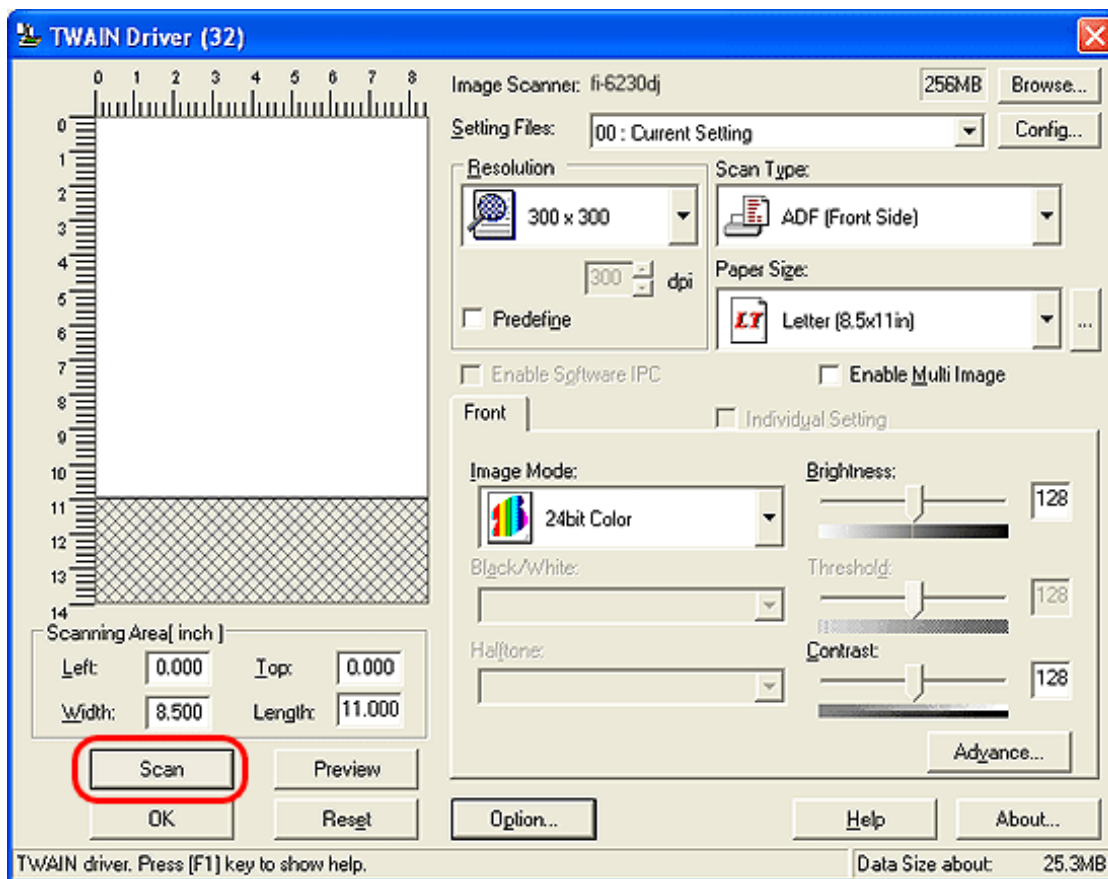 TWAIN Driver (32)
0 1 2 3 4 5 6 7 8
0
1
2
3
4
5
6
7
8
9
10
11
12
13
14
Image Scanner: fi-6230dj 256MB Browse...
Setting Files: 00 : Current Setting Config...
Resolution
300 x 300
300 dpi
Predefine
Scan Type:
ADF (Front Side)
Paper Size:
LT Letter (8.5x11in) ...
Enable Software IPC Enable Multi Image
Front Individual Setting
Image Mode:
24bit Color
Black/White:
Halftone:
Brightness:
128
Threshold:
128
Contrast:
128
Advance...
Scanning Area[ inch ]
Left: 0.000 Top: 0.000
Width: 8.500 Length: 11.000
Scan Preview
OK Reset Option... Help About...
TWAIN driver. Press [F1] key to show help. Data Size about: 25.3MB